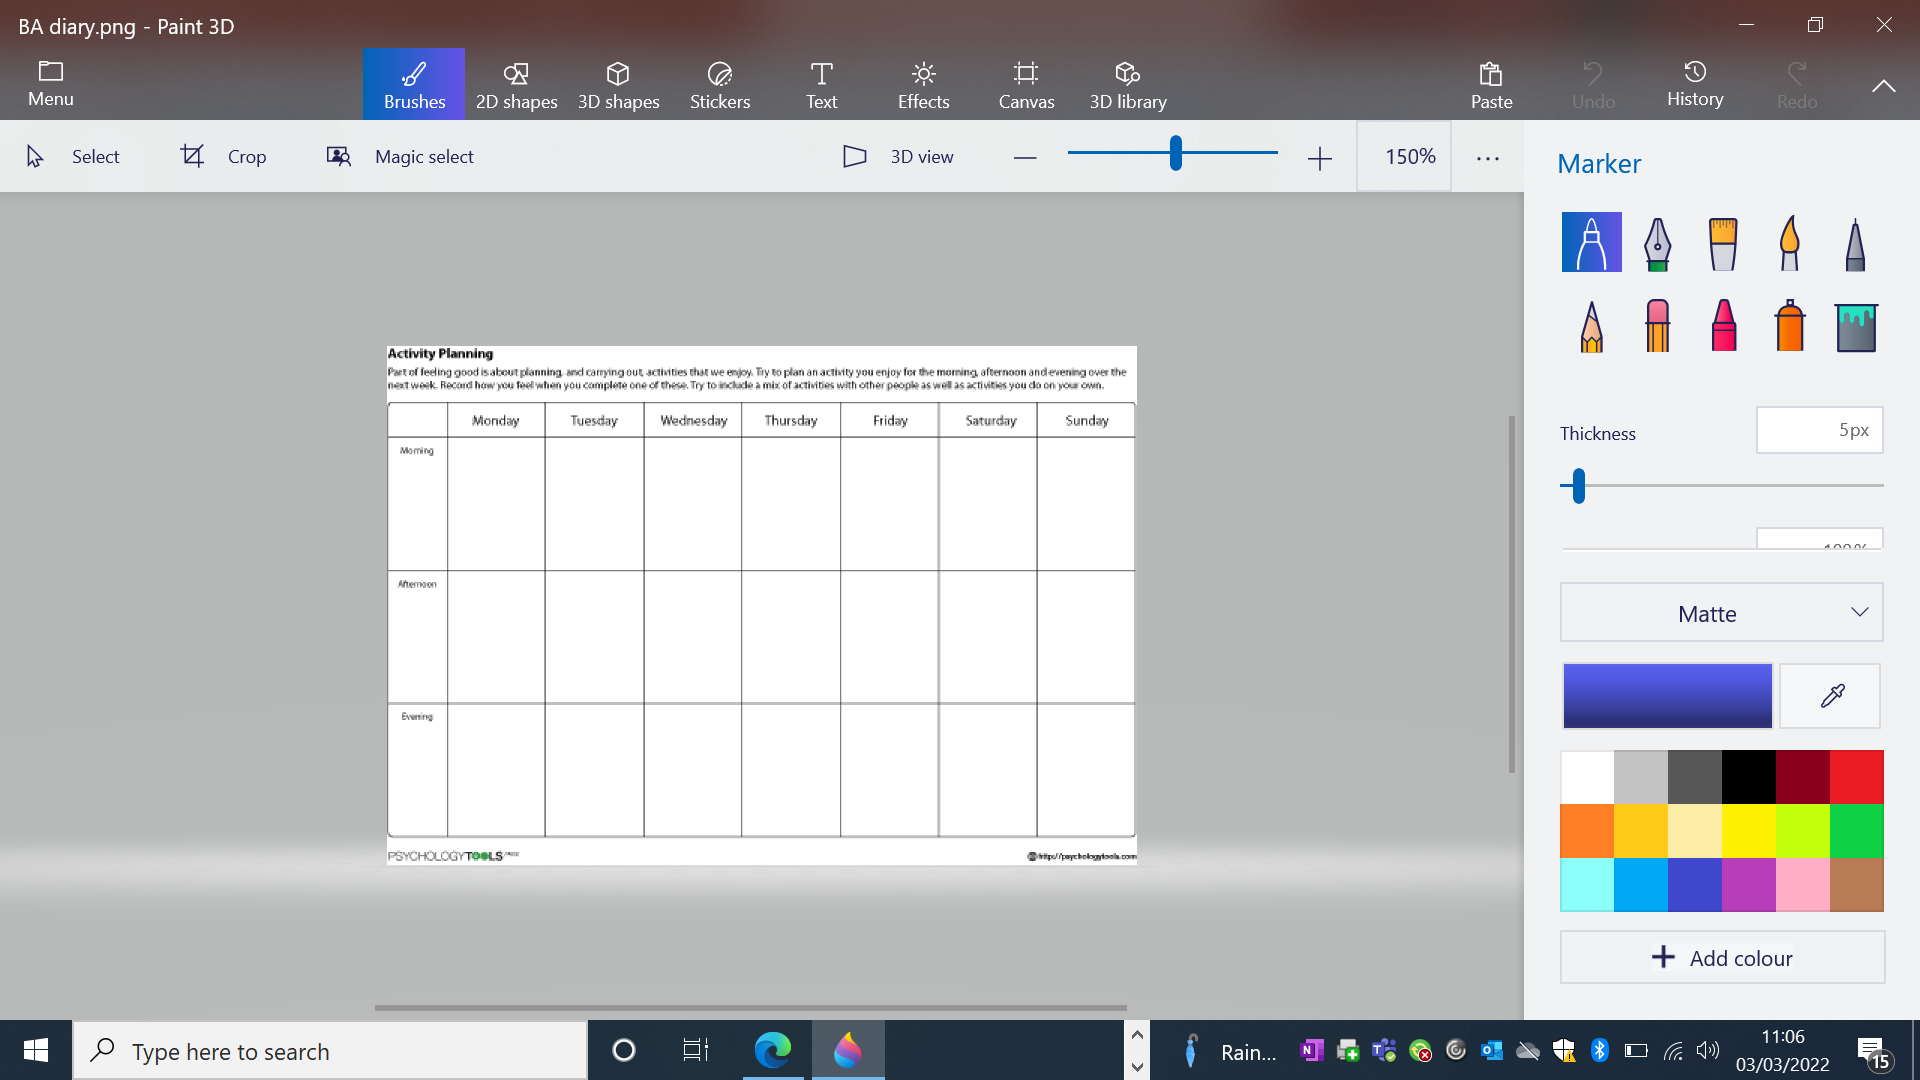 BA diary.png - Paint 3D
Menu
Brushes
2D shapes
3D shapes
Stickers
Text
Effects
Canvas
3D library
Paste
Undo
History
Redo
Select
Crop
Magic select
3D view
150%
Marker
Thickness
5px
Matte
Add colour
Activity Planning
Part of feeling good is about planning, and carrying out, activities that we enjoy. Try to plan an activity you enjoy for the morning, afternoon and evening over the
next week. Record how you feel when you complete one of these. Try to include a mix of activities with other people as well as activities you do on your own.
Monday Tuesday Wednesday Thursday Friday Saturday Sunday
Morning
Afternoon
Evening
PSYCHOLOGYTOOLS
http://psychologytools.com
Type here to search
Rain...
11:06
03/03/2022
15